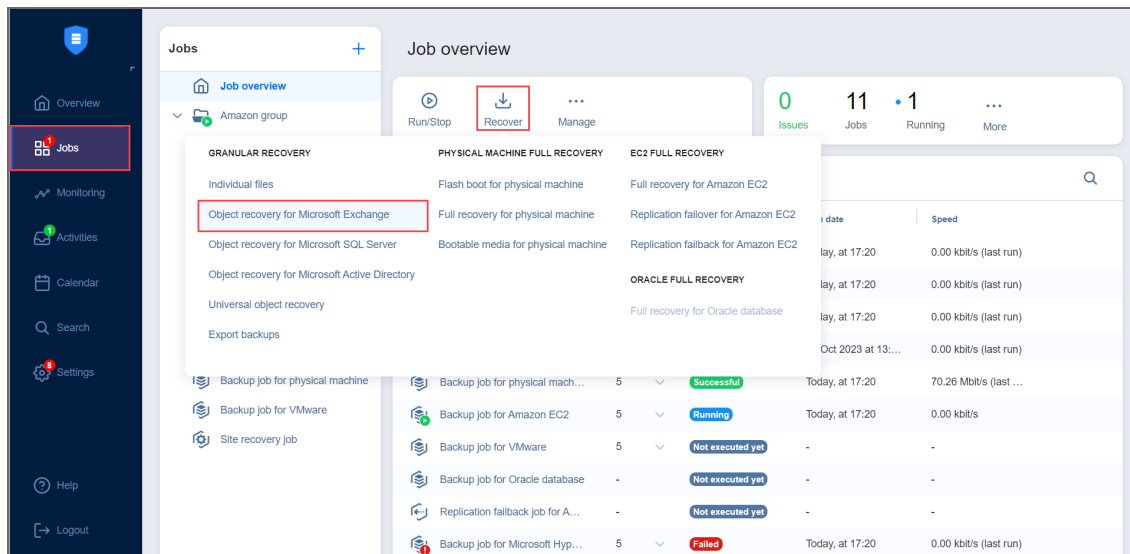 Overview
1
Jobs
Monitoring
1
Activities
Calendar
Search
8
Settings
Help
Logout
Jobs
Job overview
Amazon group
Backup job for physical machine
Backup job for VMware
Site recovery job
Job overview
Run/Stop
Recover
Manage
0
Issues
11
Jobs
1
Running
More
GRANULAR RECOVERY
Individual files
Object recovery for Microsoft Exchange
Object recovery for Microsoft SQL Server
Object recovery for Microsoft Active Directory
Universal object recovery
Export backups
PHYSICAL MACHINE FULL RECOVERY
Flash boot for physical machine
Full recovery for physical machine
Bootable media for physical machine
EC2 FULL RECOVERY
Full recovery for Amazon EC2
Replication failover for Amazon EC2
Replication failback for Amazon EC2
ORACLE FULL RECOVERY
Full recovery for Oracle database
date Speed
at 17:20 0.00 kbit/s (last run)
at 17:20 0.00 kbit/s (last run)
at 17:20 0.00 kbit/s (last run)
Oct 2023 at 13:... 0.00 kbit/s (last run)
Backup job for physical mach... 5 Successful Today, at 17:20 70.26 Mbit/s (last ...
Backup job for Amazon EC2 5 Running Today, at 17:20 0.00 kbit/s
Backup job for VMware 5 Not executed yet - -
Backup job for Oracle database - Not executed yet - -
Replication failback job for A... - Not executed yet - -
Backup job for Microsoft Hyp... 5 Failed Today, at 17:20 0.00 kbit/s (last run)